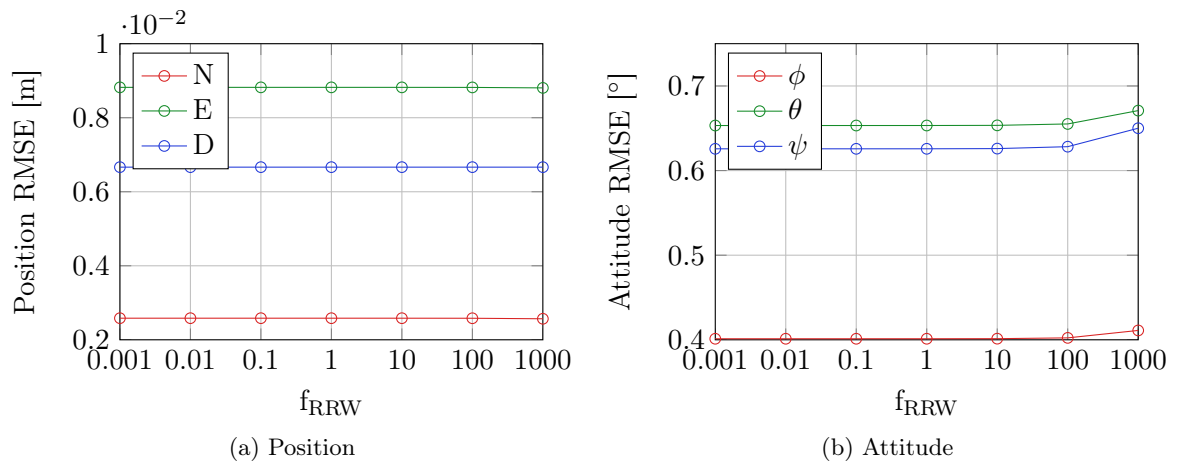 ·10⁻²
1
0.8
0.6
0.4
0.2
Position RMSE [m]
N
E
D
0.001 0.01 0.1 1 10 100 1000
f_RRW
(a) Position
0.7
0.6
0.5
0.4
Attitude RMSE [°]
ϕ
θ
ψ
0.001 0.01 0.1 1 10 100 1000
f_RRW
(b) Attitude